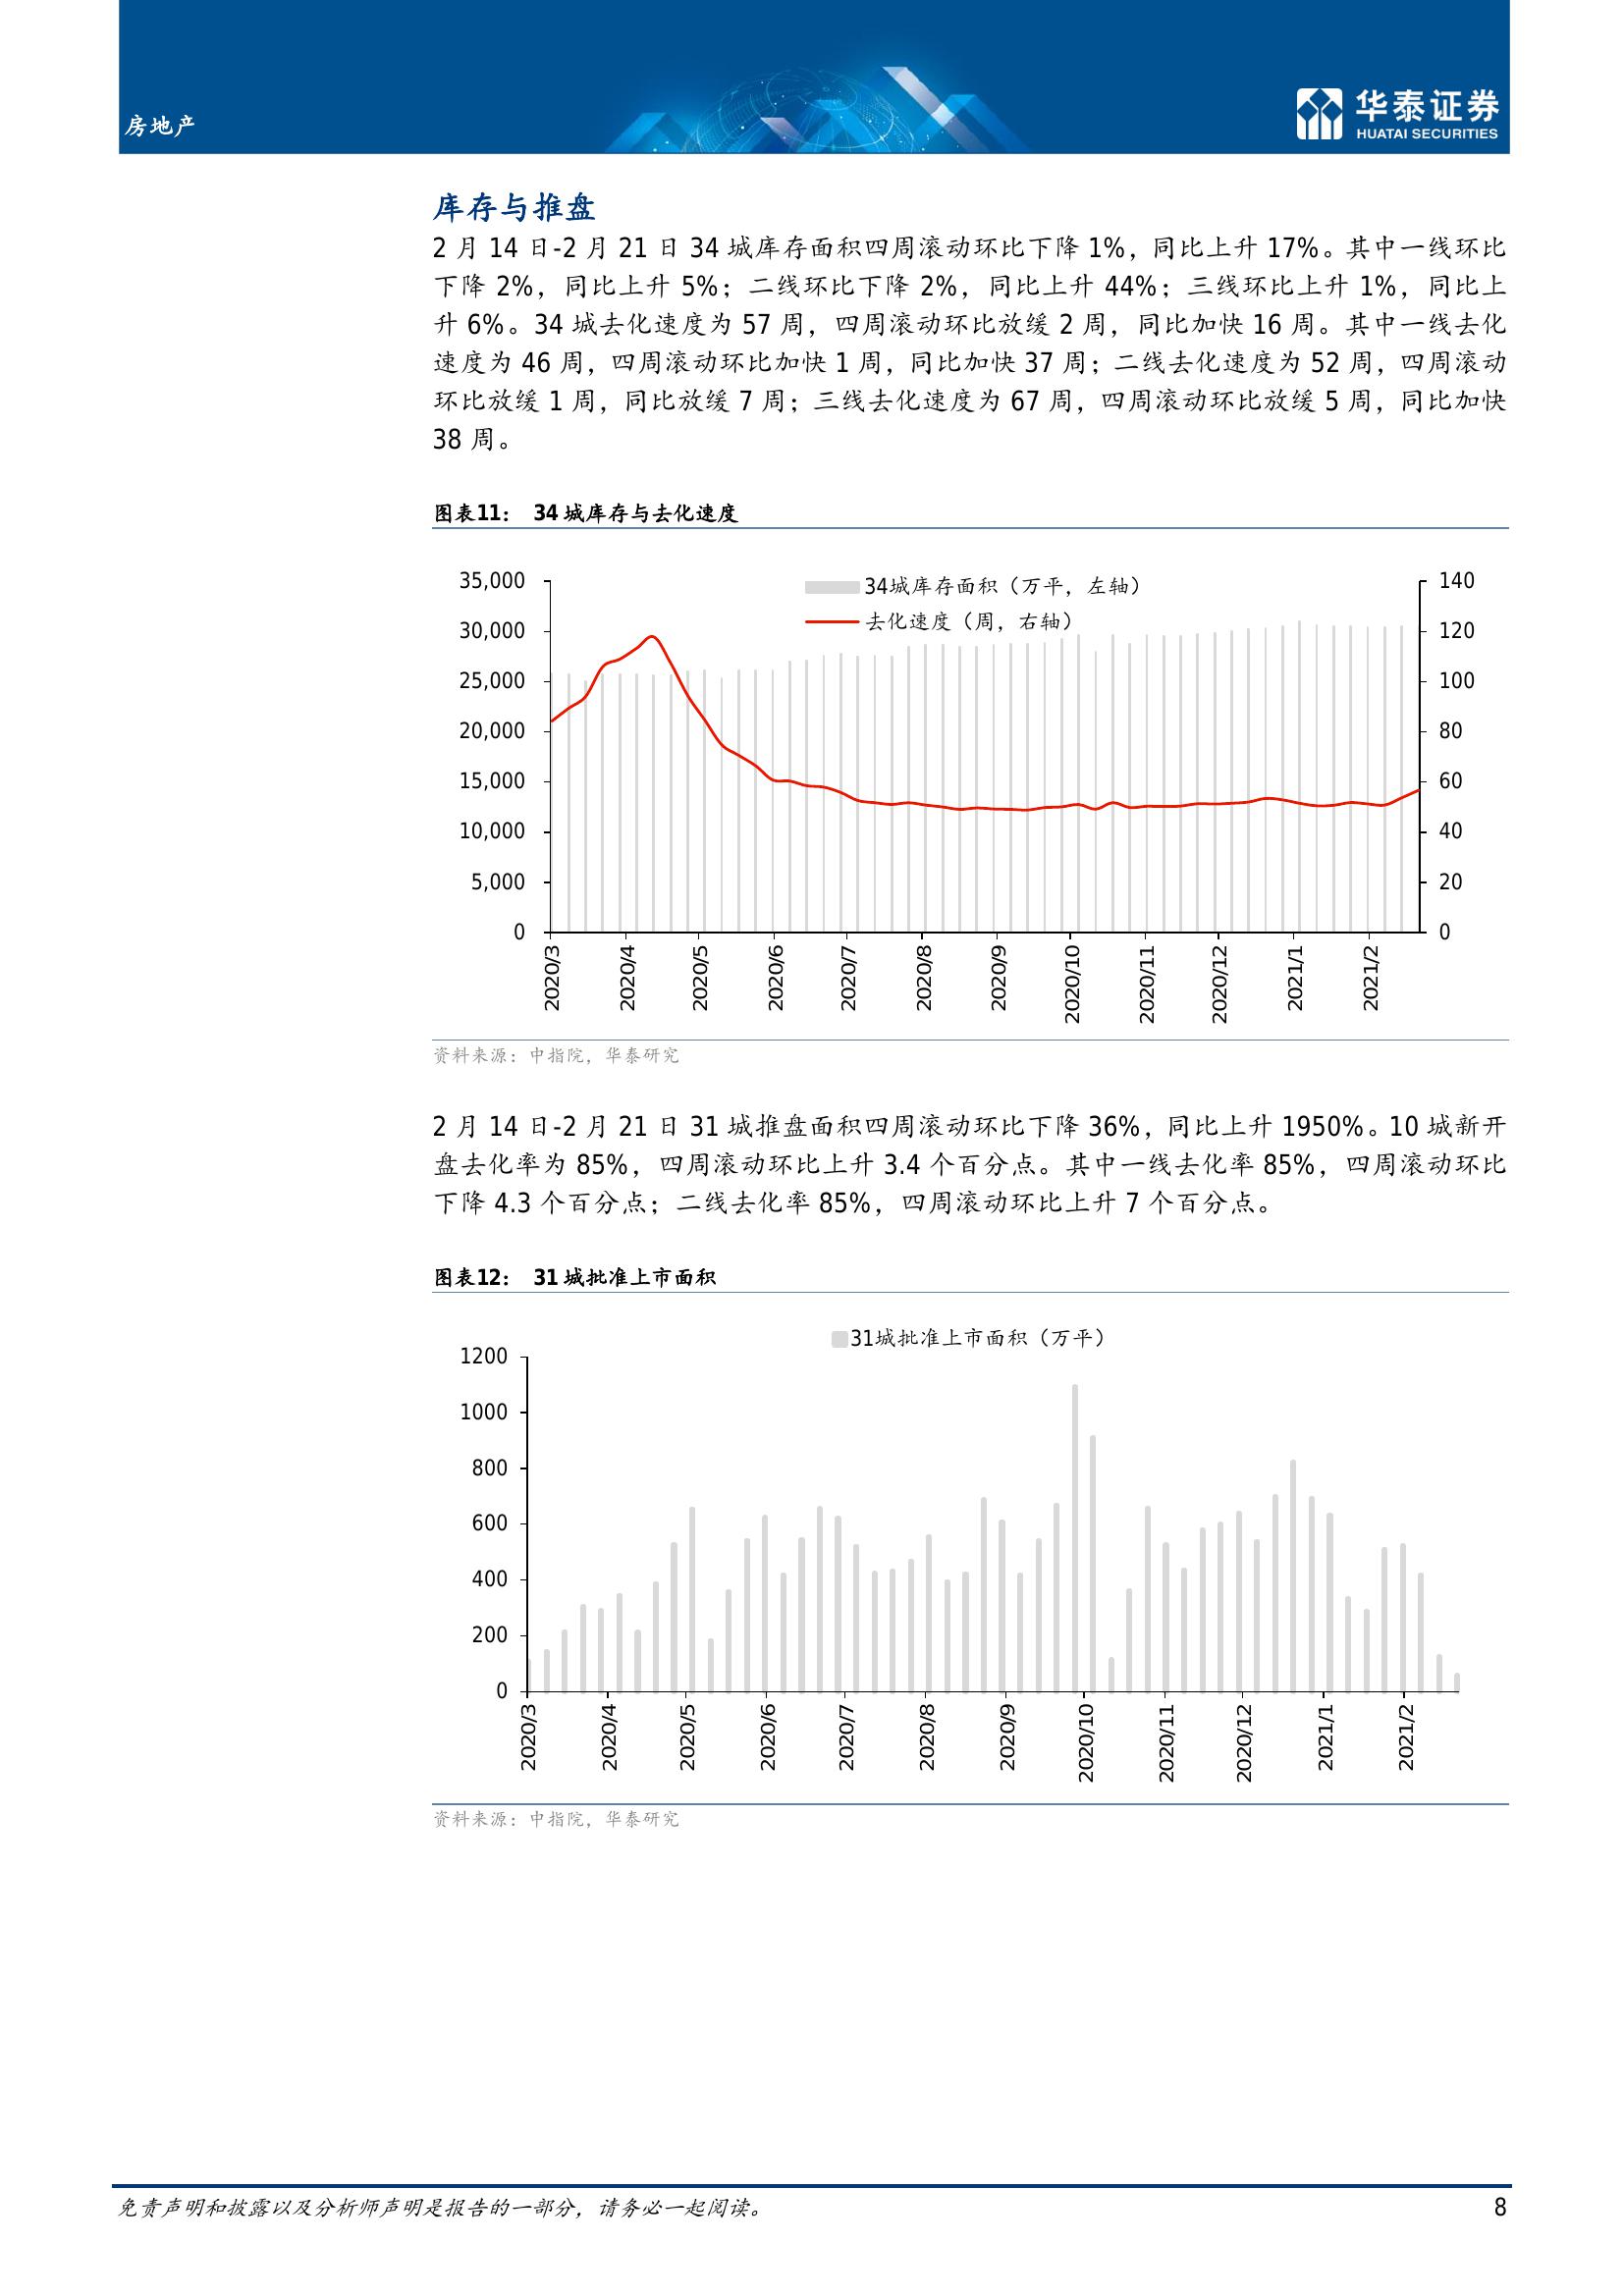 房地产
华泰证券
HUATAI SECURITIES
库存与推盘
2 月 14 日-2 月 21 日 34 城库存面积四周滚动环比下降 1%，同比上升 17%。其中一线环比
下降 2%，同比上升 5%；二线环比下降 2%，同比上升 44%；三线环比上升 1%，同比上
升 6%。34 城去化速度为 57 周，四周滚动环比放缓 2 周，同比加快 16 周。其中一线去化
速度为 46 周，四周滚动环比加快 1 周，同比加快 37 周；二线去化速度为 52 周，四周滚动
环比放缓 1 周，同比放缓 7 周；三线去化速度为 67 周，四周滚动环比放缓 5 周，同比加快
38 周。
图表11： 34 城库存与去化速度
34城库存面积（万平，左轴）
去化速度（周，右轴）
35,000
30,000
25,000
20,000
15,000
10,000
5,000
0
140
120
100
80
60
40
20
0
2020/3
2020/4
2020/5
2020/6
2020/7
2020/8
2020/9
2020/10
2020/11
2020/12
2021/1
2021/2
资料来源：中指院，华泰研究
2 月 14 日-2 月 21 日 31 城推盘面积四周滚动环比下降 36%，同比上升 1950%。10 城新开
盘去化率为 85%，四周滚动环比上升 3.4 个百分点。其中一线去化率 85%，四周滚动环比
下降 4.3 个百分点；二线去化率 85%，四周滚动环比上升 7 个百分点。
图表12： 31 城批准上市面积
31城批准上市面积（万平）
1200
1000
800
600
400
200
0
2020/3
2020/4
2020/5
2020/6
2020/7
2020/8
2020/9
2020/10
2020/11
2020/12
2021/1
2021/2
资料来源：中指院，华泰研究
免责声明和披露以及分析师声明是报告的一部分，请务必一起阅读。
8